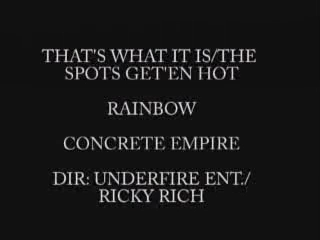 THAT'S WHAT IT IS/THE
SPOTS GET'EN HOT
RAINBOW
CONCRETE EMPIRE
DIR: UNDERFIRE ENT./
RICKY RICH